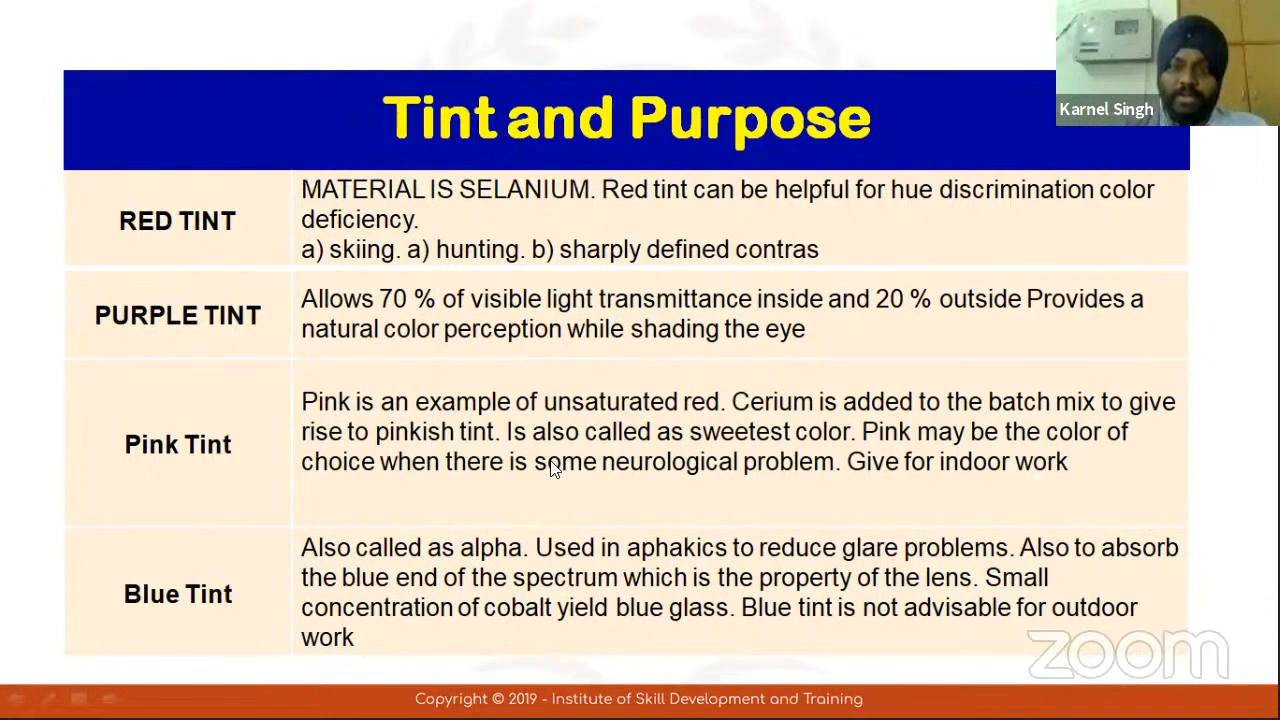 Karnel Singh
Tint and Purpose
RED TINT
MATERIAL IS SELANIUM. Red tint can be helpful for hue discrimination color
deficiency.
a) skiing. a) hunting. b) sharply defined contras
PURPLE TINT
Allows 70 % of visible light transmittance inside and 20 % outside Provides a
natural color perception while shading the eye
Pink Tint
Pink is an example of unsaturated red. Cerium is added to the batch mix to give
rise to pinkish tint. Is also called as sweetest color. Pink may be the color of
choice when there is some neurological problem. Give for indoor work
Blue Tint
Also called as alpha. Used in aphakics to reduce glare problems. Also to absorb
the blue end of the spectrum which is the property of the lens. Small
concentration of cobalt yield blue glass. Blue tint is not advisable for outdoor
work
zoom
Copyright © 2019 - Institute of Skill Development and Training